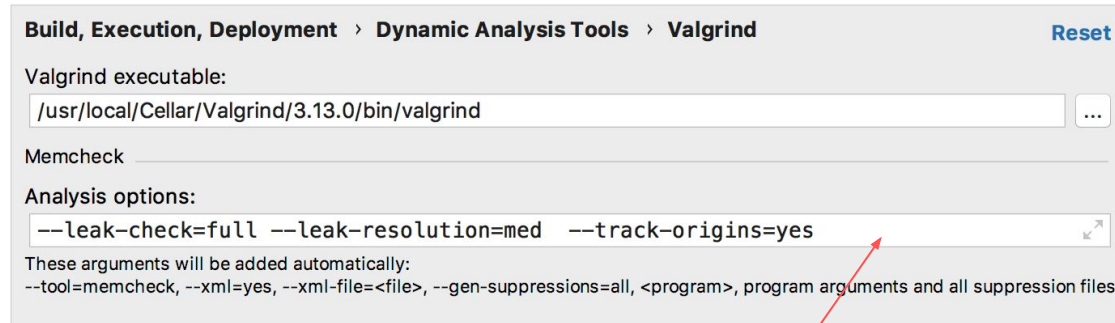 Build, Execution, Deployment › Dynamic Analysis Tools › Valgrind Reset
Valgrind executable:
/usr/local/Cellar/Valgrind/3.13.0/bin/valgrind ...
Memcheck
Analysis options:
--leak-check=full --leak-resolution=med  --track-origins=yes
These arguments will be added automatically:
--tool=memcheck, --xml=yes, --xml-file=<file>, --gen-suppressions=all, <program>, program arguments and all suppression files